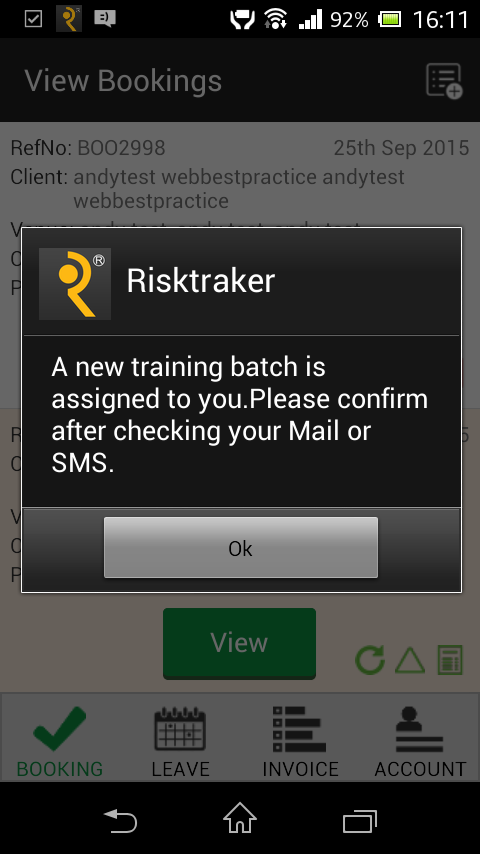 92% 16:11
View Bookings
RefNo: BOO2998 25th Sep 2015
Client: andytest webbestpractice andytest
webbestpractice
® Risktraker
A new training batch is
assigned to you.Please confirm
after checking your Mail or
SMS.
Ok
View
BOOKING LEAVE INVOICE ACCOUNT